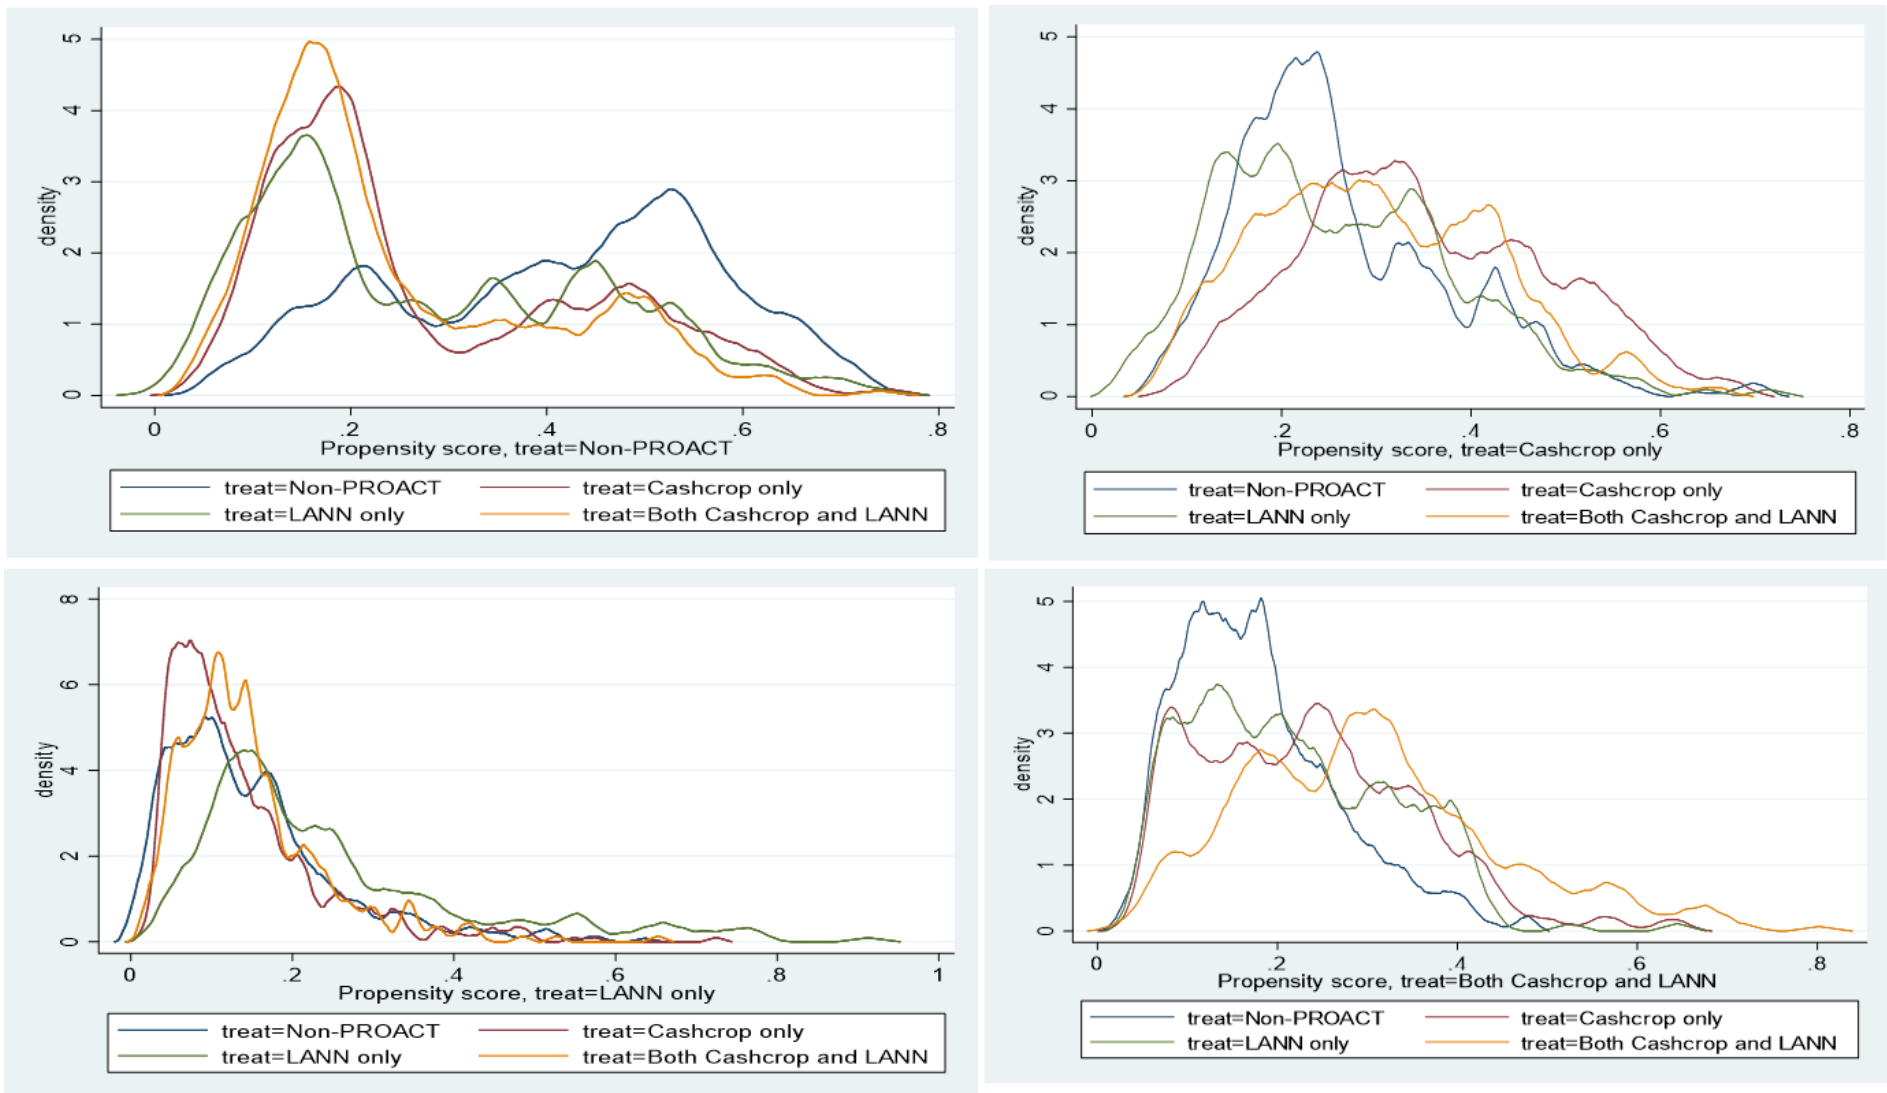 5
4
3
2
1
0
density
0 .2 .4 .6 .8
Propensity score, treat=Non-PROACT
treat=Non-PROACT treat=Cashcrop only
treat=LANN only treat=Both Cashcrop and LANN
5
4
3
2
1
0
density
0 .2 .4 .6 .8
Propensity score, treat=Cashcrop only
treat=Non-PROACT treat=Cashcrop only
treat=LANN only treat=Both Cashcrop and LANN
8
6
4
2
0
density
0 .2 .4 .6 .8 1
Propensity score, treat=LANN only
treat=Non-PROACT treat=Cashcrop only
treat=LANN only treat=Both Cashcrop and LANN
5
4
3
2
1
0
density
0 .2 .4 .6 .8
Propensity score, treat=Both Cashcrop and LANN
treat=Non-PROACT treat=Cashcrop only
treat=LANN only treat=Both Cashcrop and LANN